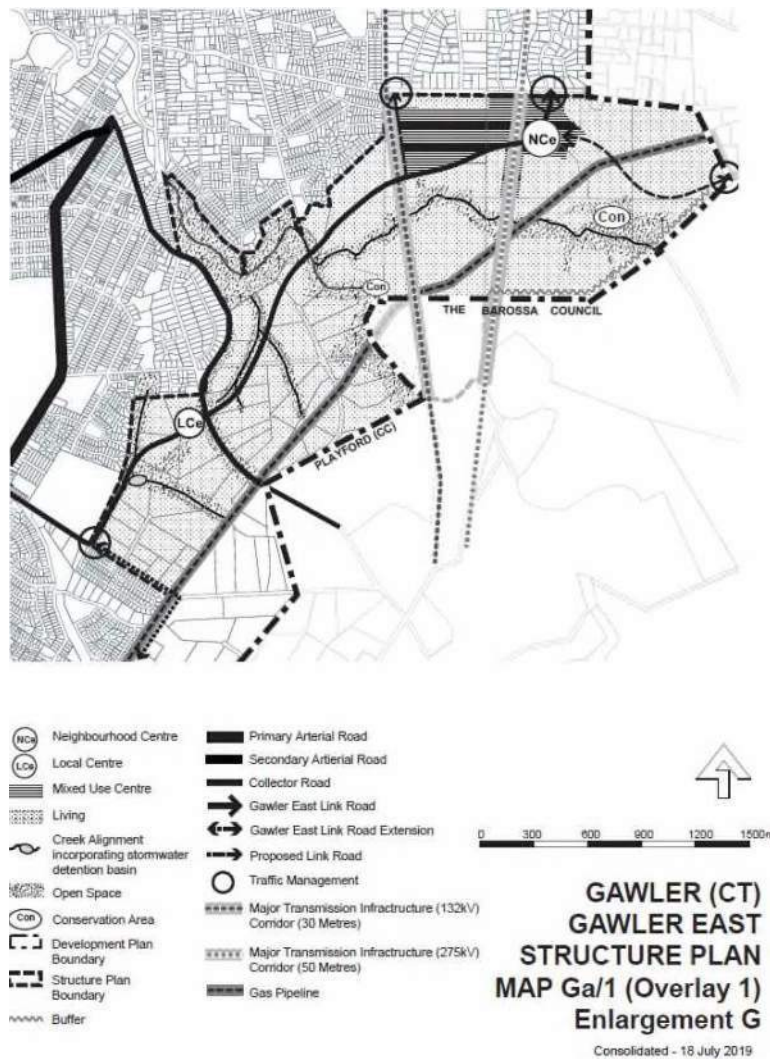 NCe
Con
Con
THE BAROSSA COUNCIL
LCe
PLAYFORD (CC)
NCe Neighbourhood Centre
LCe Local Centre
Mixed Use Centre
Living
Creek Alignment
incorporating stormwater
detention basin
Open Space
Con Conservation Area
Development Plan
Boundary
Structure Plan
Boundary
Buffer
Primary Arterial Road
Secondary Arterial Road
Collector Road
Gawler East Link Road
Gawler East Link Road Extension
Proposed Link Road
Traffic Management
Major Transmission Infrastructure (132kV)
Corridor (30 Metres)
Major Transmission Infrastructure (275kV)
Corridor (50 Metres)
Gas Pipeline
0 300 600 900 1200 1500m
GAWLER (CT)
GAWLER EAST
STRUCTURE PLAN
MAP Ga/1 (Overlay 1)
Enlargement G
Consolidated - 18 July 2019